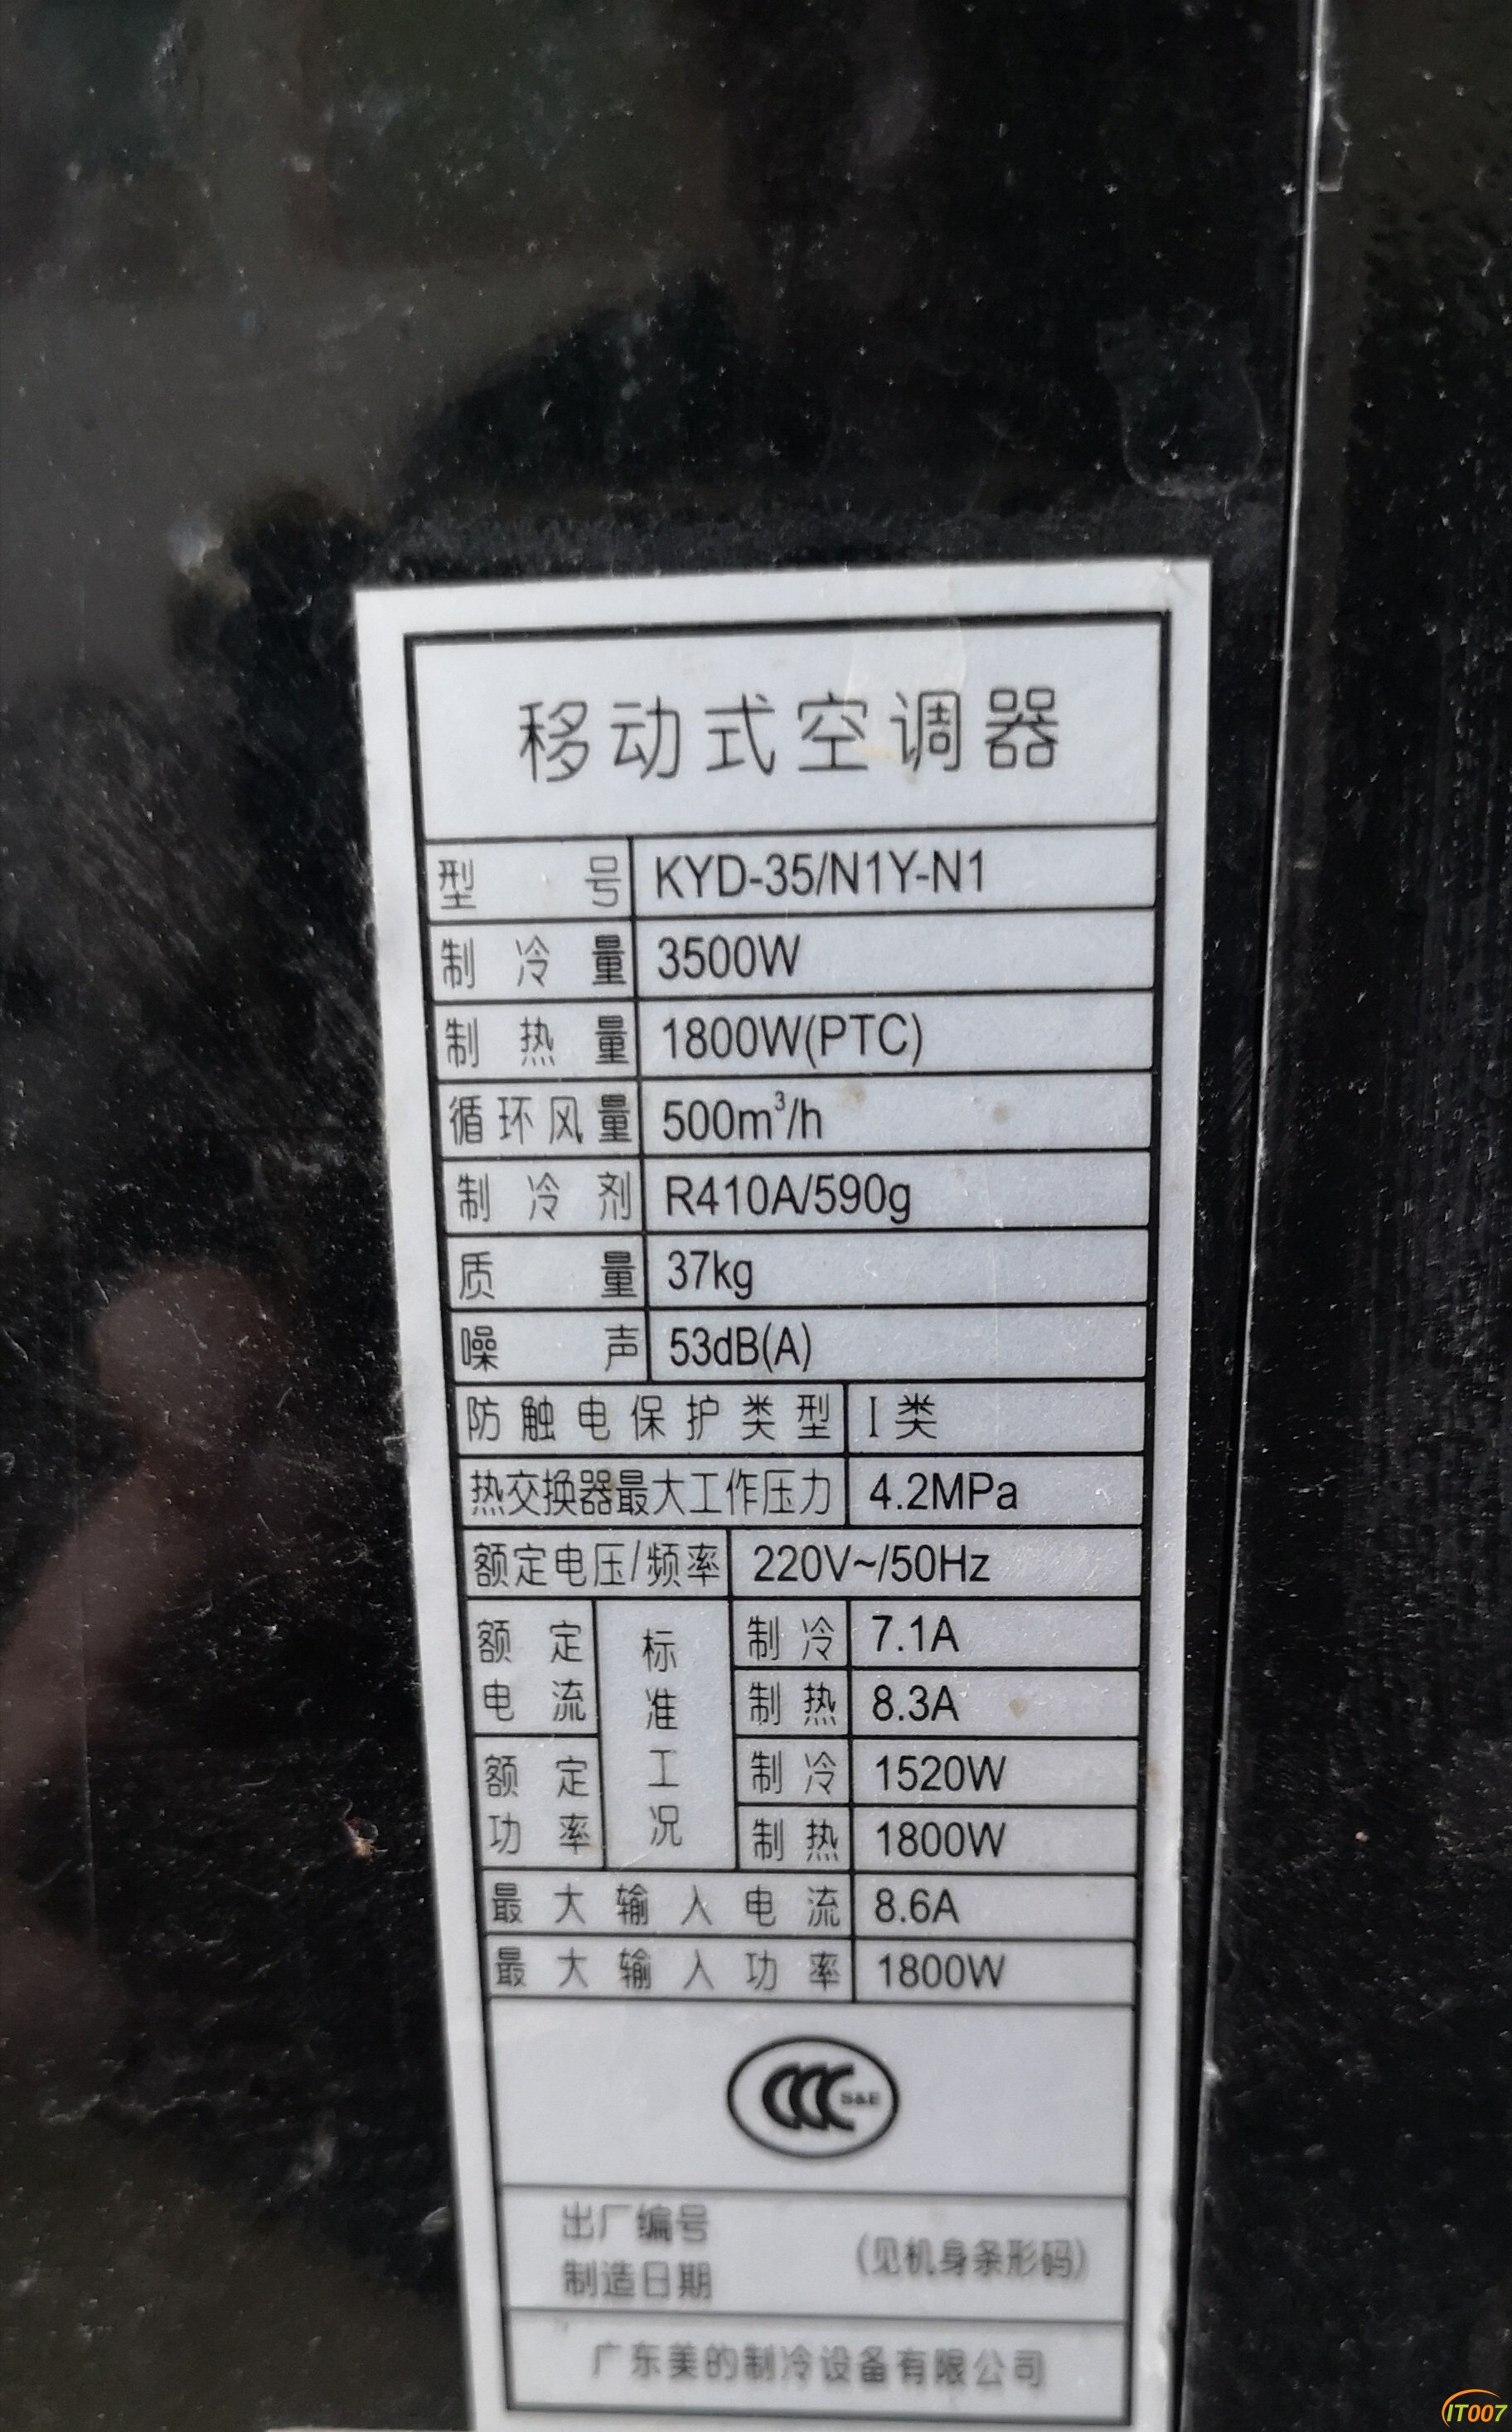 移动式空调器
型号 KYD-35/N1Y-N1
制冷量 3500W
制热量 1800W(PTC)
循环风量 500m³/h
制冷剂 R410A/590g
质量 37kg
噪声 53dB(A)
防触电保护类型 I类
热交换器最大工作压力 4.2MPa
额定电压/频率 220V~/50Hz
额定电流 标准工况 制冷 7.1A
制热 8.3A
额定功率 制冷 1520W
制热 1800W
最大输入电流 8.6A
最大输入功率 1800W
CCC S&E
出厂编号
制造日期
(见机身条形码)
广东美的制冷设备有限公司
IT007